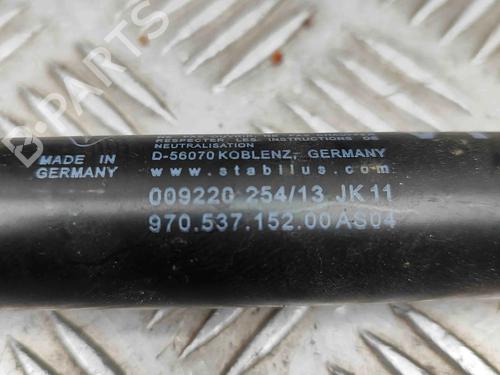 RESPECTER LES INSTRUCTIONS DE
NEUTRALISATION
D-56070 KOBLENZ, GERMANY
MADE IN
GERMANY
www.stabilus.com
009220 254/13 JK11
970.537.152.00AS04